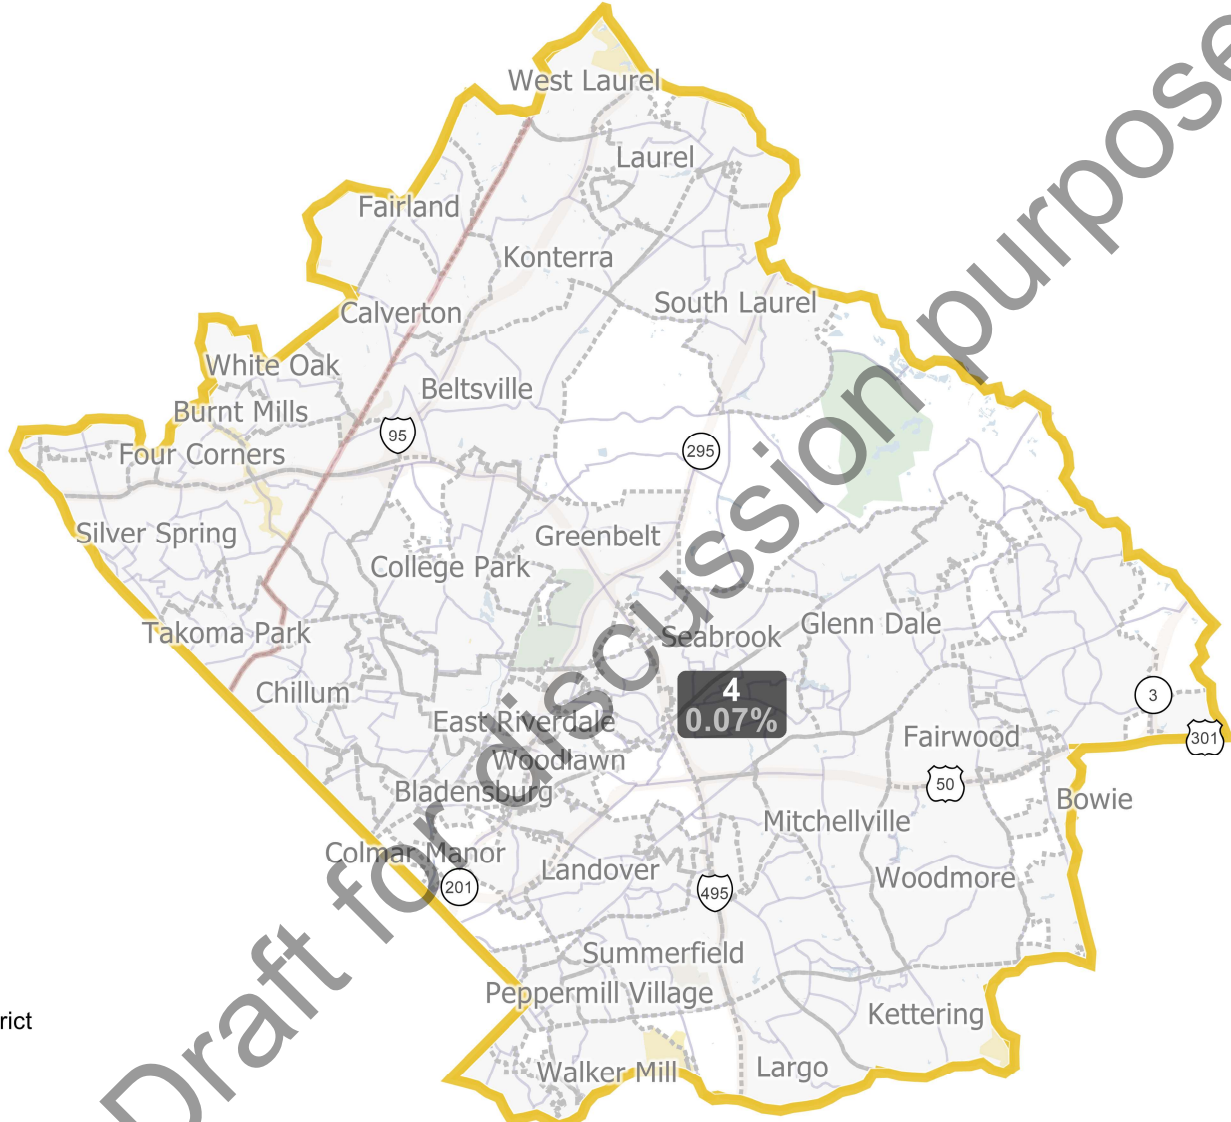 West Laurel
Laurel
Fairland
Konterra
South Laurel
Calverton
White Oak
Beltsville
Burnt Mills
95
Four Corners
295
Silver Spring
Greenbelt
College Park
Takoma Park
Seabrook
Glenn Dale
Chillum
4
0.07%
3
East Riverdale
Fairwood
301
Woodlawn
50
Bladensburg
Bowie
Mitchellville
Colmar Manor
Landover
Woodmore
201
495
Summerfield
Peppermill Village
Kettering
rict
Walker Mill
Largo
Draft for discussion purpose